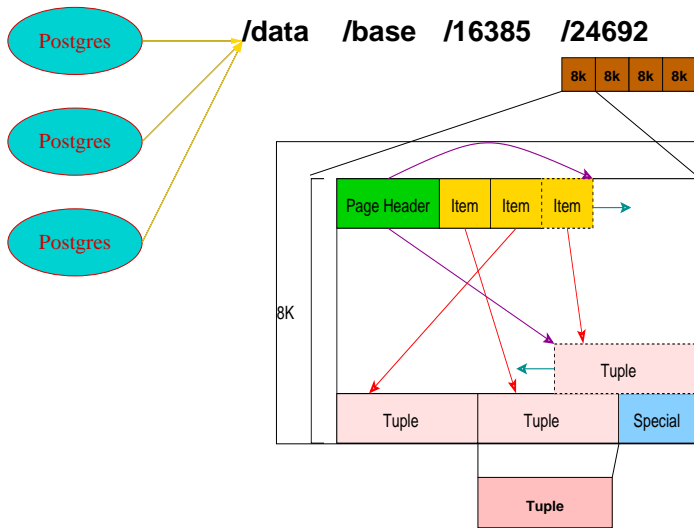 Postgres
/data /base /16385 /24692
8k 8k 8k 8k
Postgres
Page Header Item Item Item
Postgres
8K
Tuple
Tuple Tuple Special
Tuple